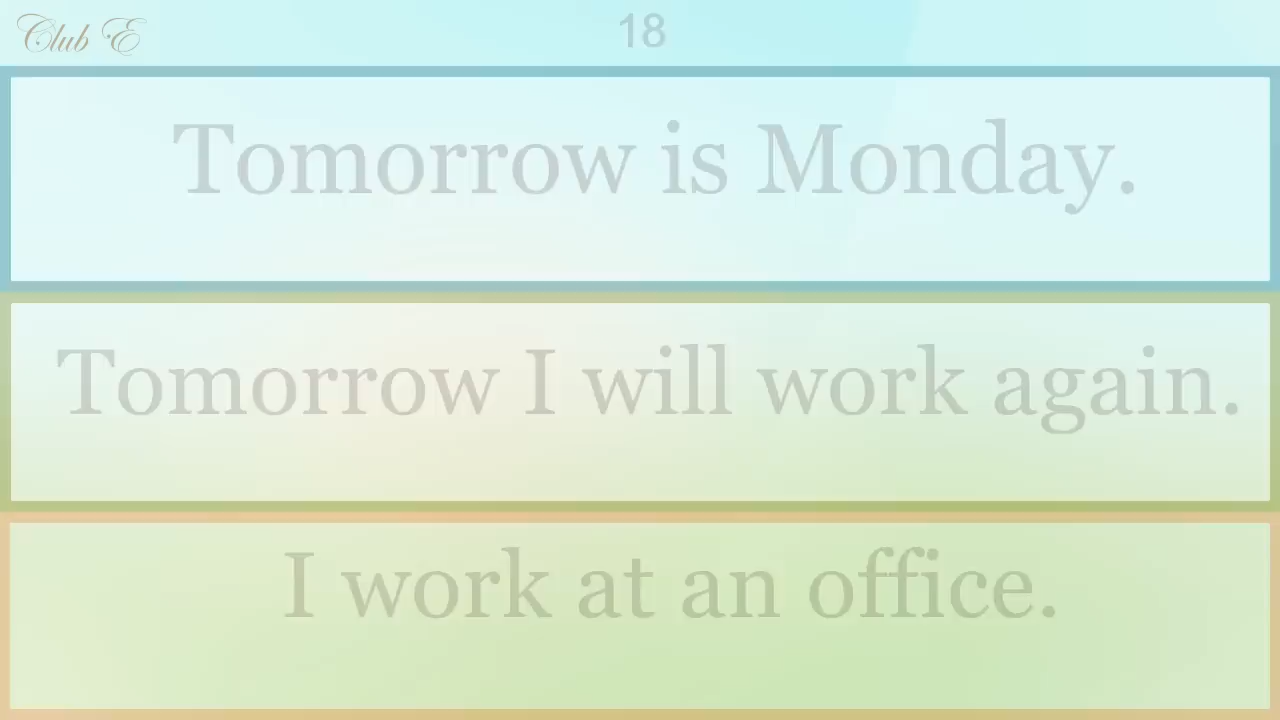 Club E
18
Tomorrow is Monday.
Tomorrow I will work again.
I work at an office.